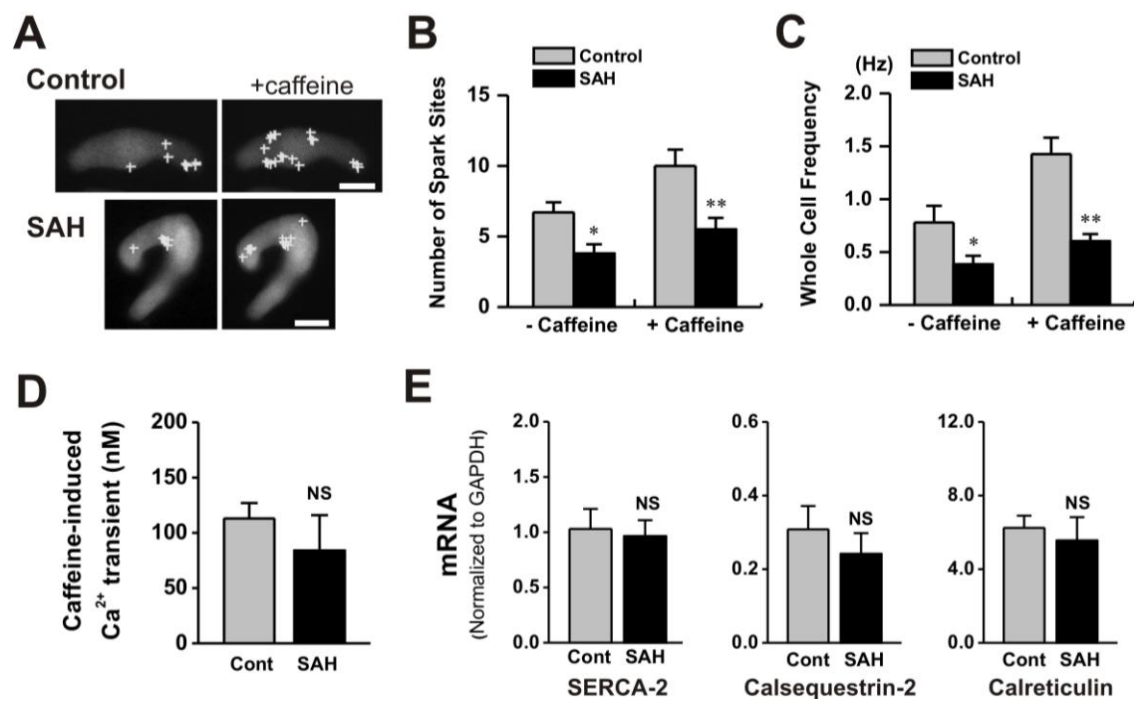 A
Control
+caffeine
SAH
B
Control
SAH
Number of Spark Sites
15
10
5
0
*
**
- Caffeine
+ Caffeine
C
(Hz)
Control
SAH
Whole Cell Frequency
2.0
1.5
1.0
0.5
0.0
*
**
- Caffeine
+ Caffeine
D
Caffeine-induced
Ca²⁺ transient (nM)
200
150
100
50
0
NS
Cont SAH
E
mRNA
(Normalized to GAPDH)
2.0
1.5
1.0
0.5
0.0
NS
Cont SAH
SERCA-2
0.6
0.4
0.2
0.0
NS
Cont SAH
Calsequestrin-2
12.0
8.0
4.0
0.0
NS
Cont SAH
Calreticulin